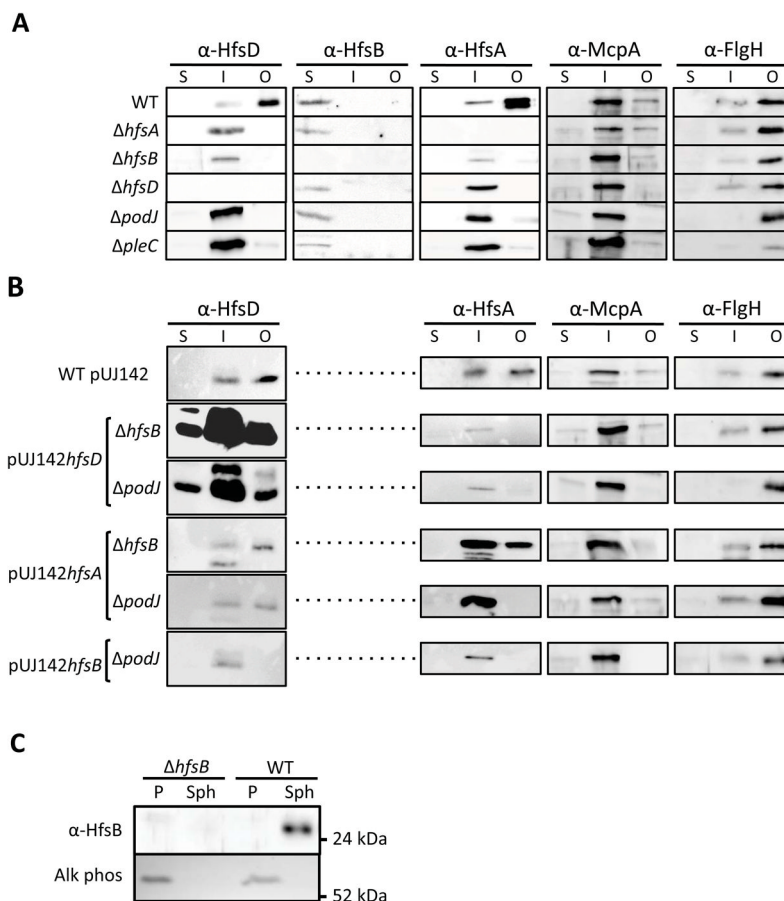 A
α-HfsD α-HfsB α-HfsA α-McpA α-FlgH
S I O S I O S I O S I O S I O
WT
ΔhfsA
ΔhfsB
ΔhfsD
ΔpodJ
ΔpleC
B
α-HfsD α-HfsA α-McpA α-FlgH
S I O S I O S I O S I O
WT pUJ142
pUJ142hfsD ΔhfsB
ΔpodJ
pUJ142hfsA ΔhfsB
ΔpodJ
pUJ142hfsB ΔpodJ
C
ΔhfsB WT
P Sph P Sph
α-HfsB
24 kDa
Alk phos
52 kDa